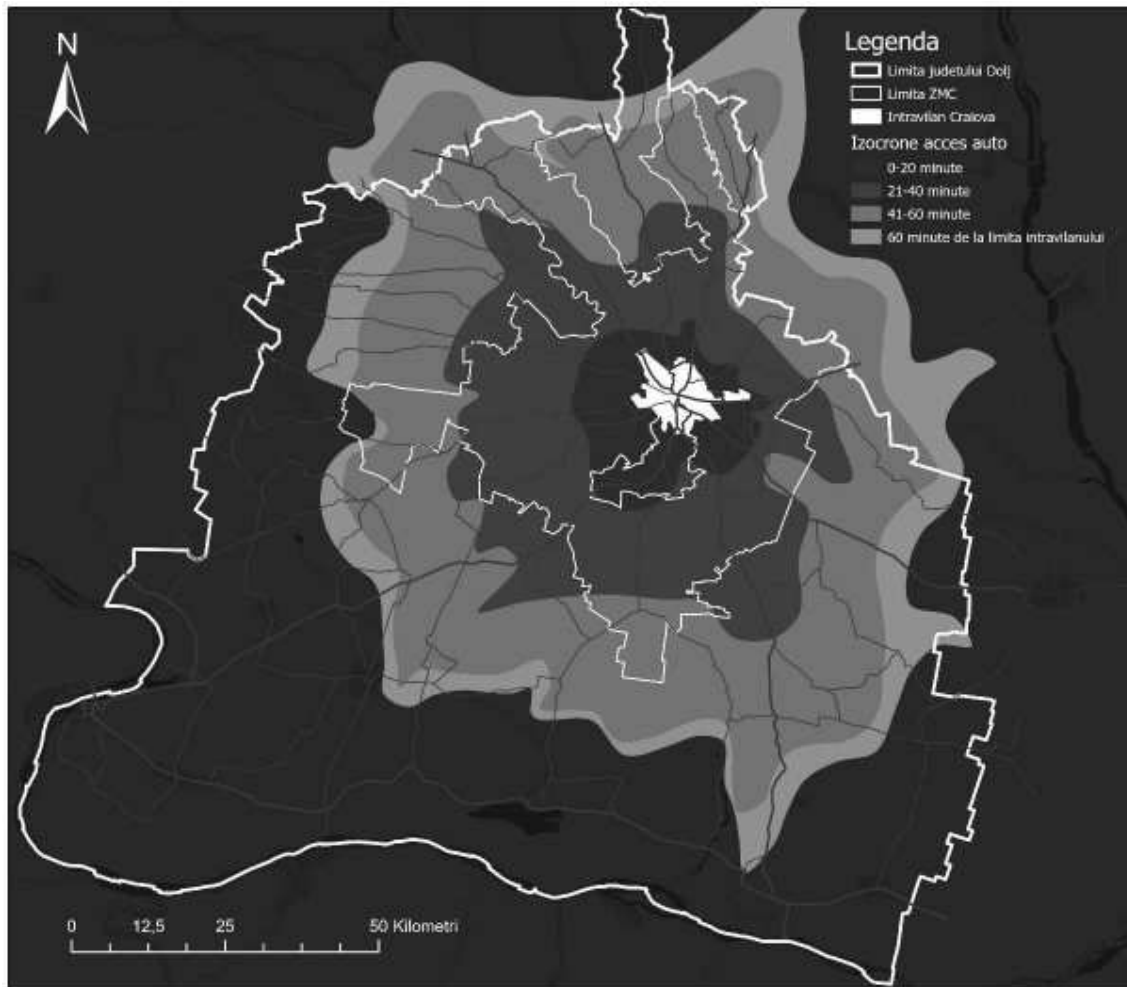 N
Legenda
Limita județului Dolj
Limita ZMC
Intravilan Craiova
Izocrone acces auto
0-20 minute
21-40 minute
41-60 minute
60 minute de la limita intravilanului
0 12,5 25 50 Kilometri